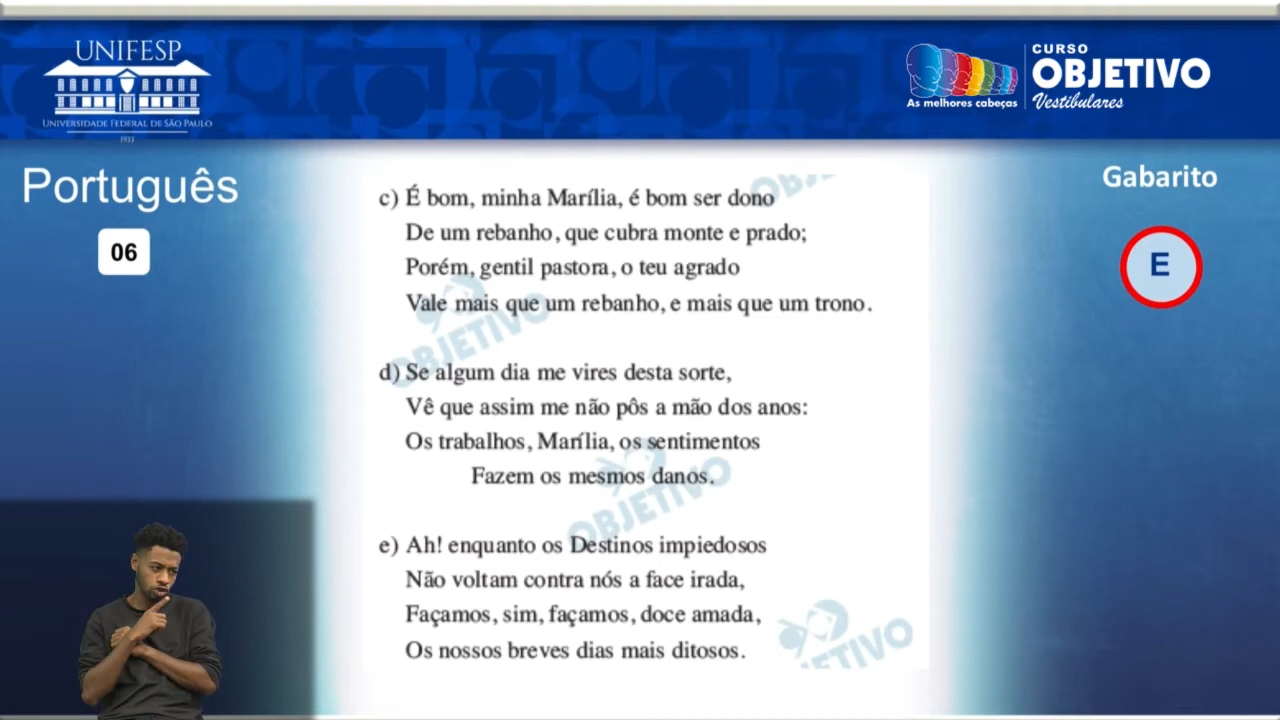 UNIFESP
UNIVERSIDADE FEDERAL DE SÃO PAULO
1933
CURSO
OBJETIVO
As melhores cabeças
Vestibulares
Português
06
Gabarito
E
c) É bom, minha Marília, é bom ser dono
De um rebanho, que cubra monte e prado;
Porém, gentil pastora, o teu agrado
Vale mais que um rebanho, e mais que um trono.
d) Se algum dia me vires desta sorte,
Vê que assim me não pôs a mão dos anos:
Os trabalhos, Marília, os sentimentos
Fazem os mesmos danos.
e) Ah! enquanto os Destinos impiedosos
Não voltam contra nós a face irada,
Façamos, sim, façamos, doce amada,
Os nossos breves dias mais ditosos.
OBJETIVO
OBJETIVO